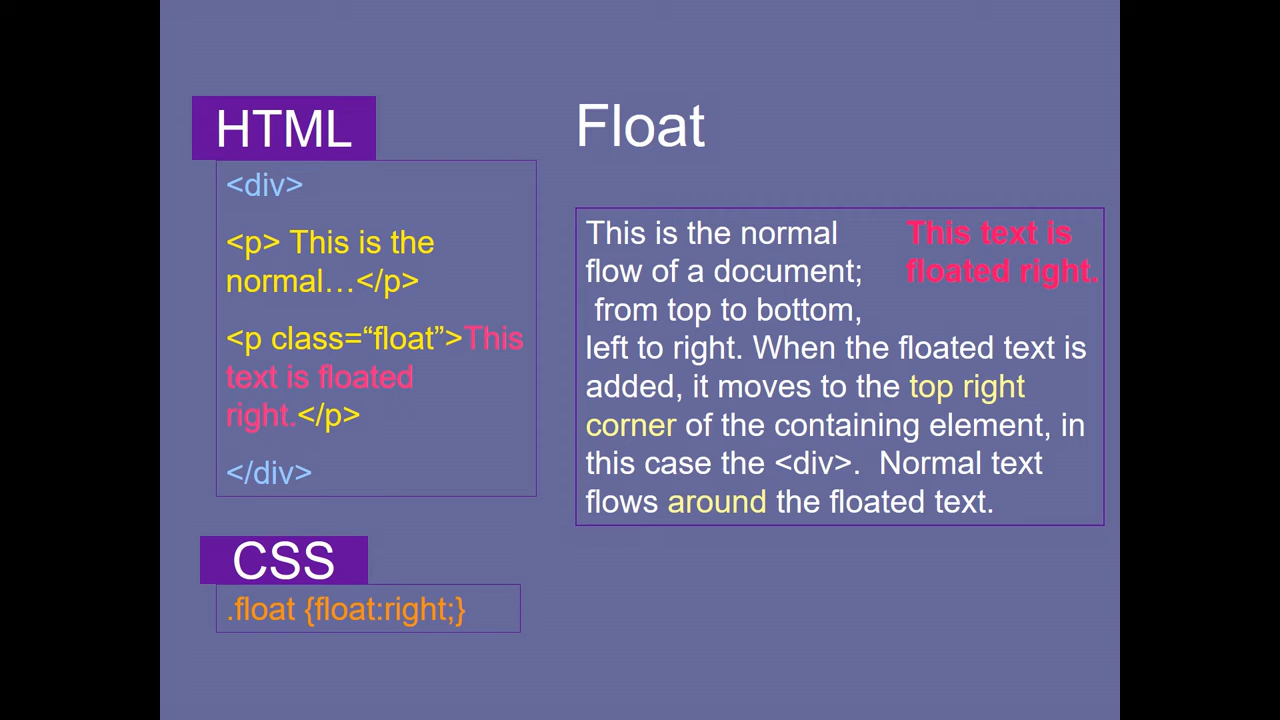 HTML
<div>
<p> This is the
normal…</p>
<p class=“float”>This
text is floated
right.</p>
</div>
CSS
.float {float:right;}
Float
This is the normal
flow of a document;
from top to bottom,
left to right. When the floated text is
added, it moves to the top right
corner of the containing element, in
this case the <div>.  Normal text
flows around the floated text.
This text is
floated right.